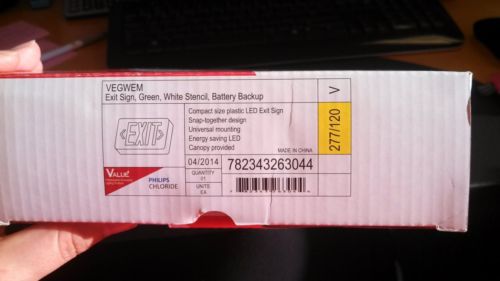 VEGWEM
Exit Sign, Green, White Stencil, Battery Backup
V
EXIT
Compact size plastic LED Exit Sign
Snap-together design
Universal mounting
Energy saving LED
Canopy provided
MADE IN CHINA
277/120
VALUE
PHILIPS
CHLORIDE
04/2014
QUANTITY
01
UNITS
EA
782343263044